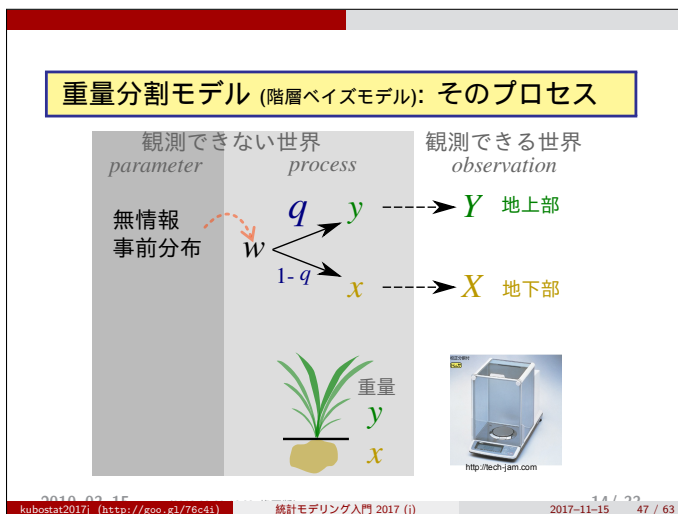 重量分割モデル (階層ベイズモデル): そのプロセス
観測できない世界
観測できる世界
parameter
process
observation
無情報
事前分布
w
q
y
Y 地上部
1- q
x
X 地下部
重量
y
x
http://tech-jam.com
kubostat2017j (http://goo.gl/76c4i)
統計モデリング入門 2017 (j)
2017–11–15
47 / 63